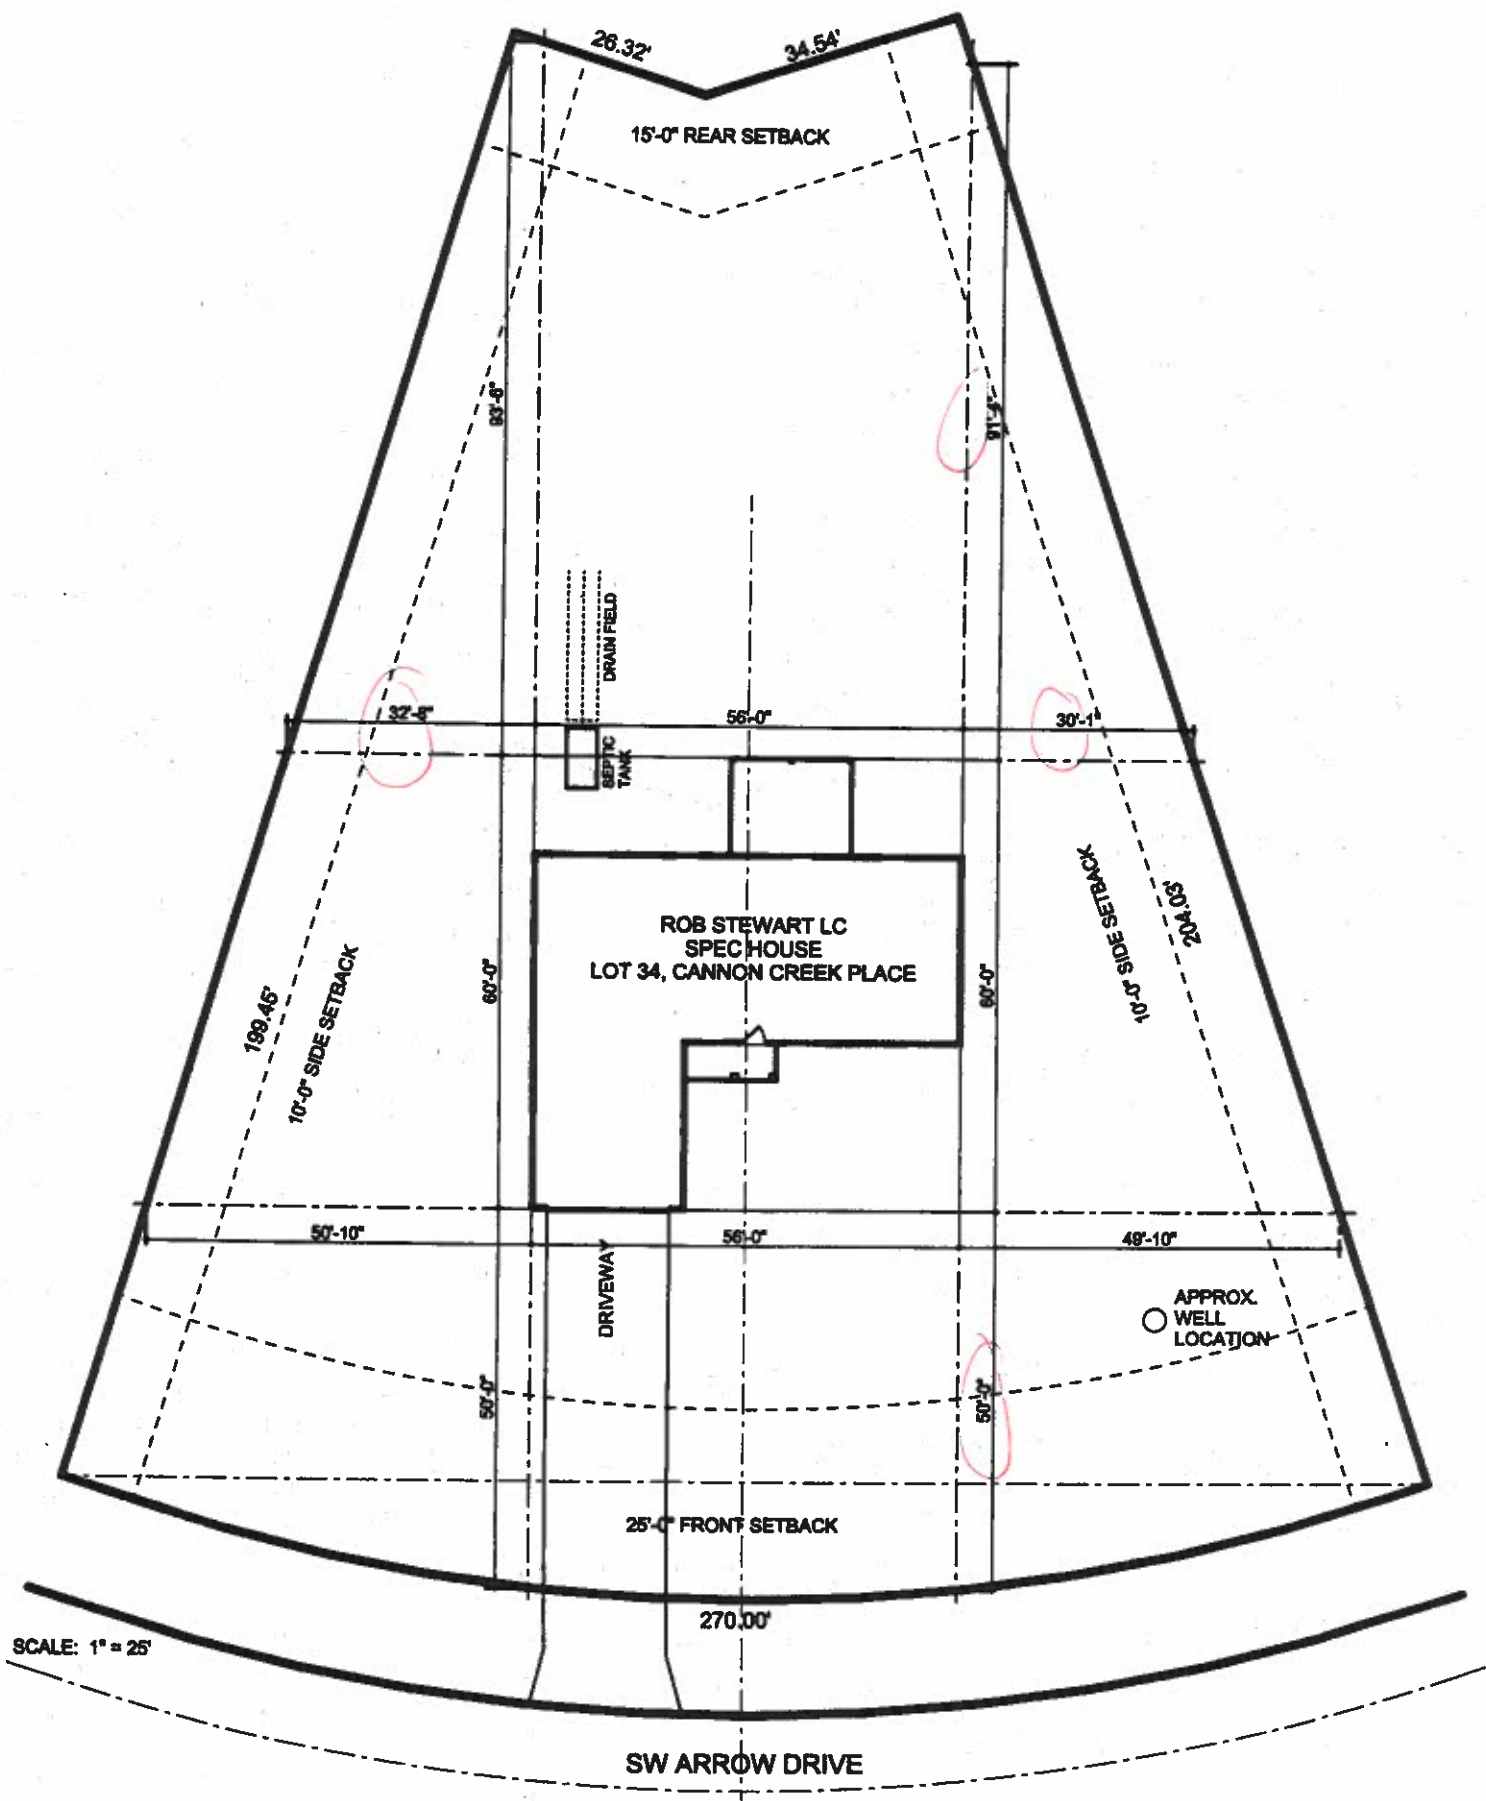 26.32'
34.54'
15'-0" REAR SETBACK
93'-6"
91'-7"
DRAIN FIELD
32'-8"
56'-0"
30'-1"
SEPTIC
TANK
ROB STEWART LC
SPEC HOUSE
LOT 34, CANNON CREEK PLACE
60'-0"
60'-0"
199.45'
10'-0" SIDE SETBACK
10'-0" SIDE SETBACK
204.03'
50'-10"
56'-0"
49'-10"
DRIVEWAY
APPROX.
WELL
LOCATION
50'-0"
50'-0"
25'-0" FRONT SETBACK
270.00'
SCALE: 1" = 25'
SW ARROW DRIVE